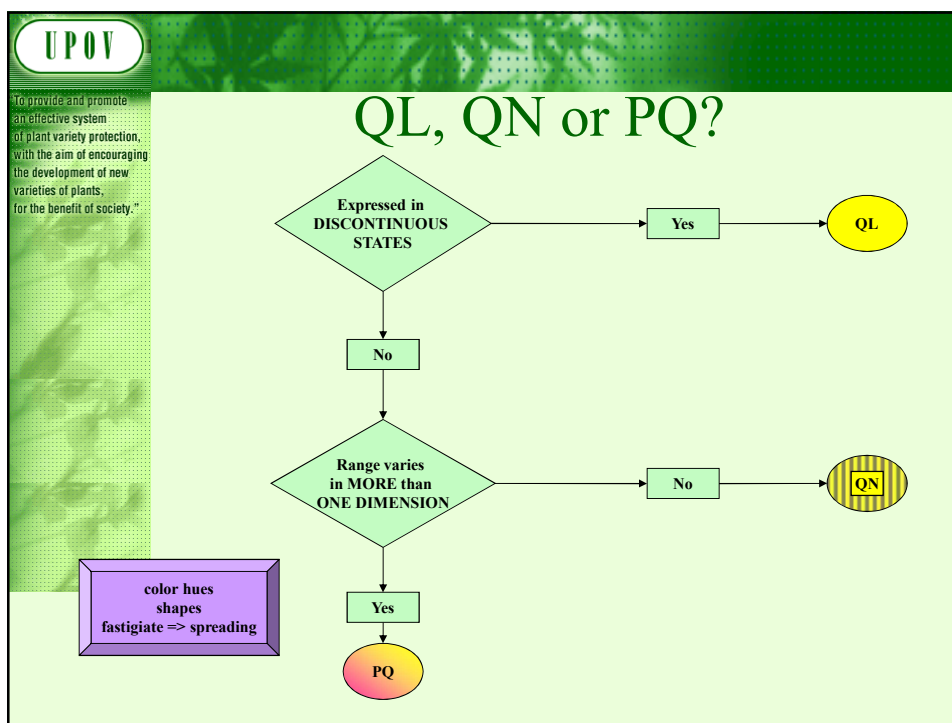 UPOV
"To provide and promote
an effective system
of plant variety protection,
with the aim of encouraging
the development of new
varieties of plants,
for the benefit of society."
QL, QN or PQ?
Expressed in
DISCONTINUOUS
STATES
Yes
QL
No
Range varies
in MORE than
ONE DIMENSION
No
QN
color hues
shapes
fastigiate => spreading
Yes
PQ